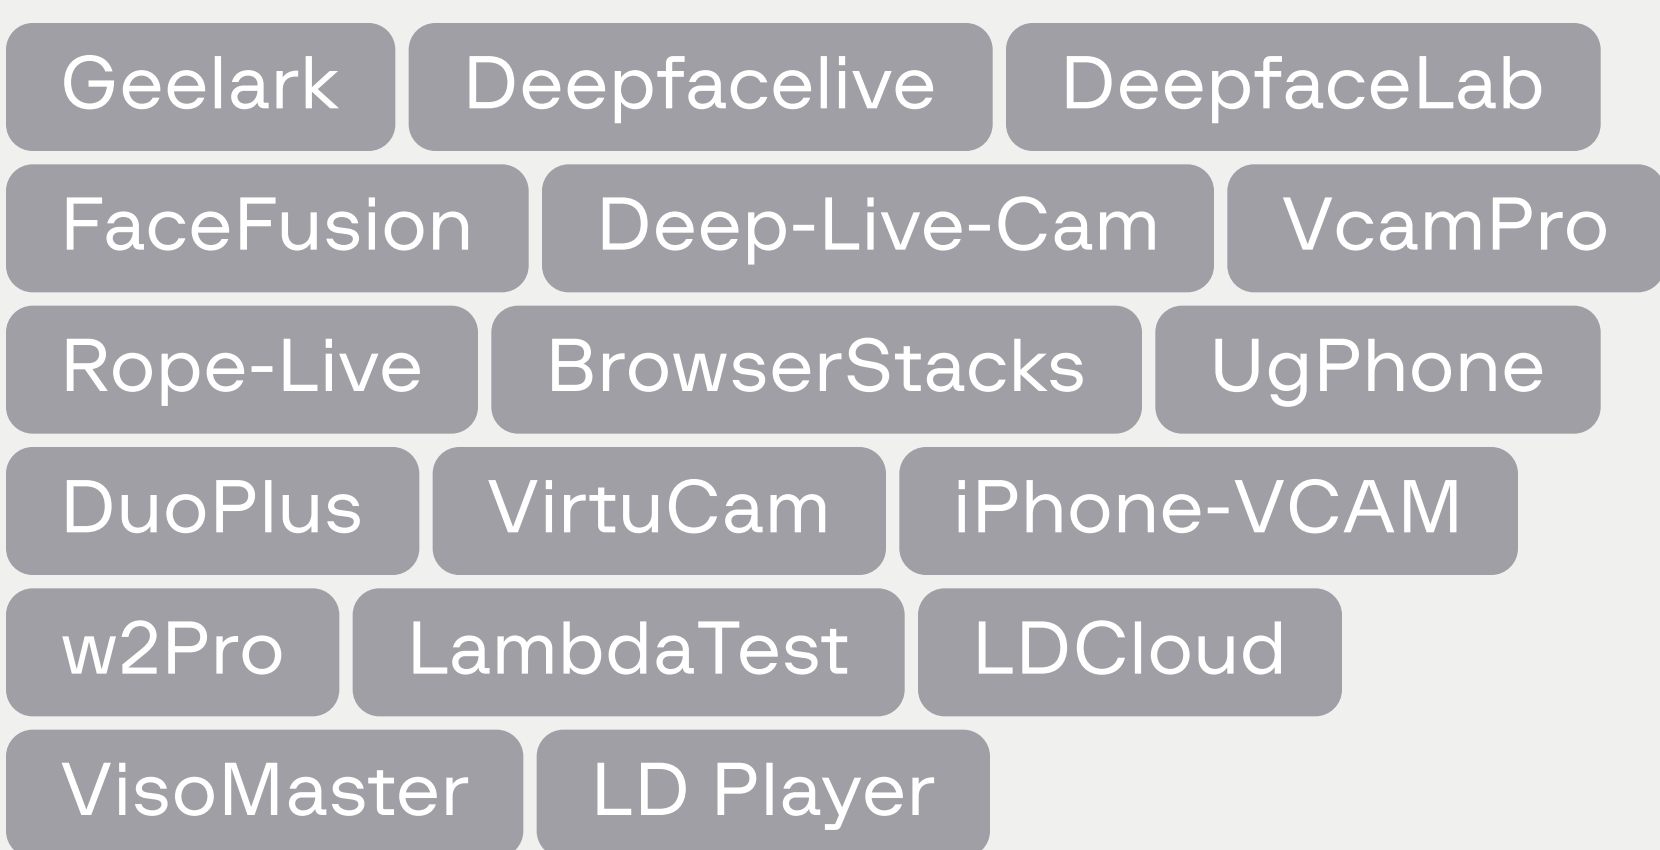 Geelark Deepfacelive DeepfaceLab
FaceFusion Deep-Live-Cam VcamPro
Rope-Live BrowserStacks UgPhone
DuoPlus VirtuCam iPhone-VCAM
w2Pro LambdaTest LDCloud
VisoMaster LD Player